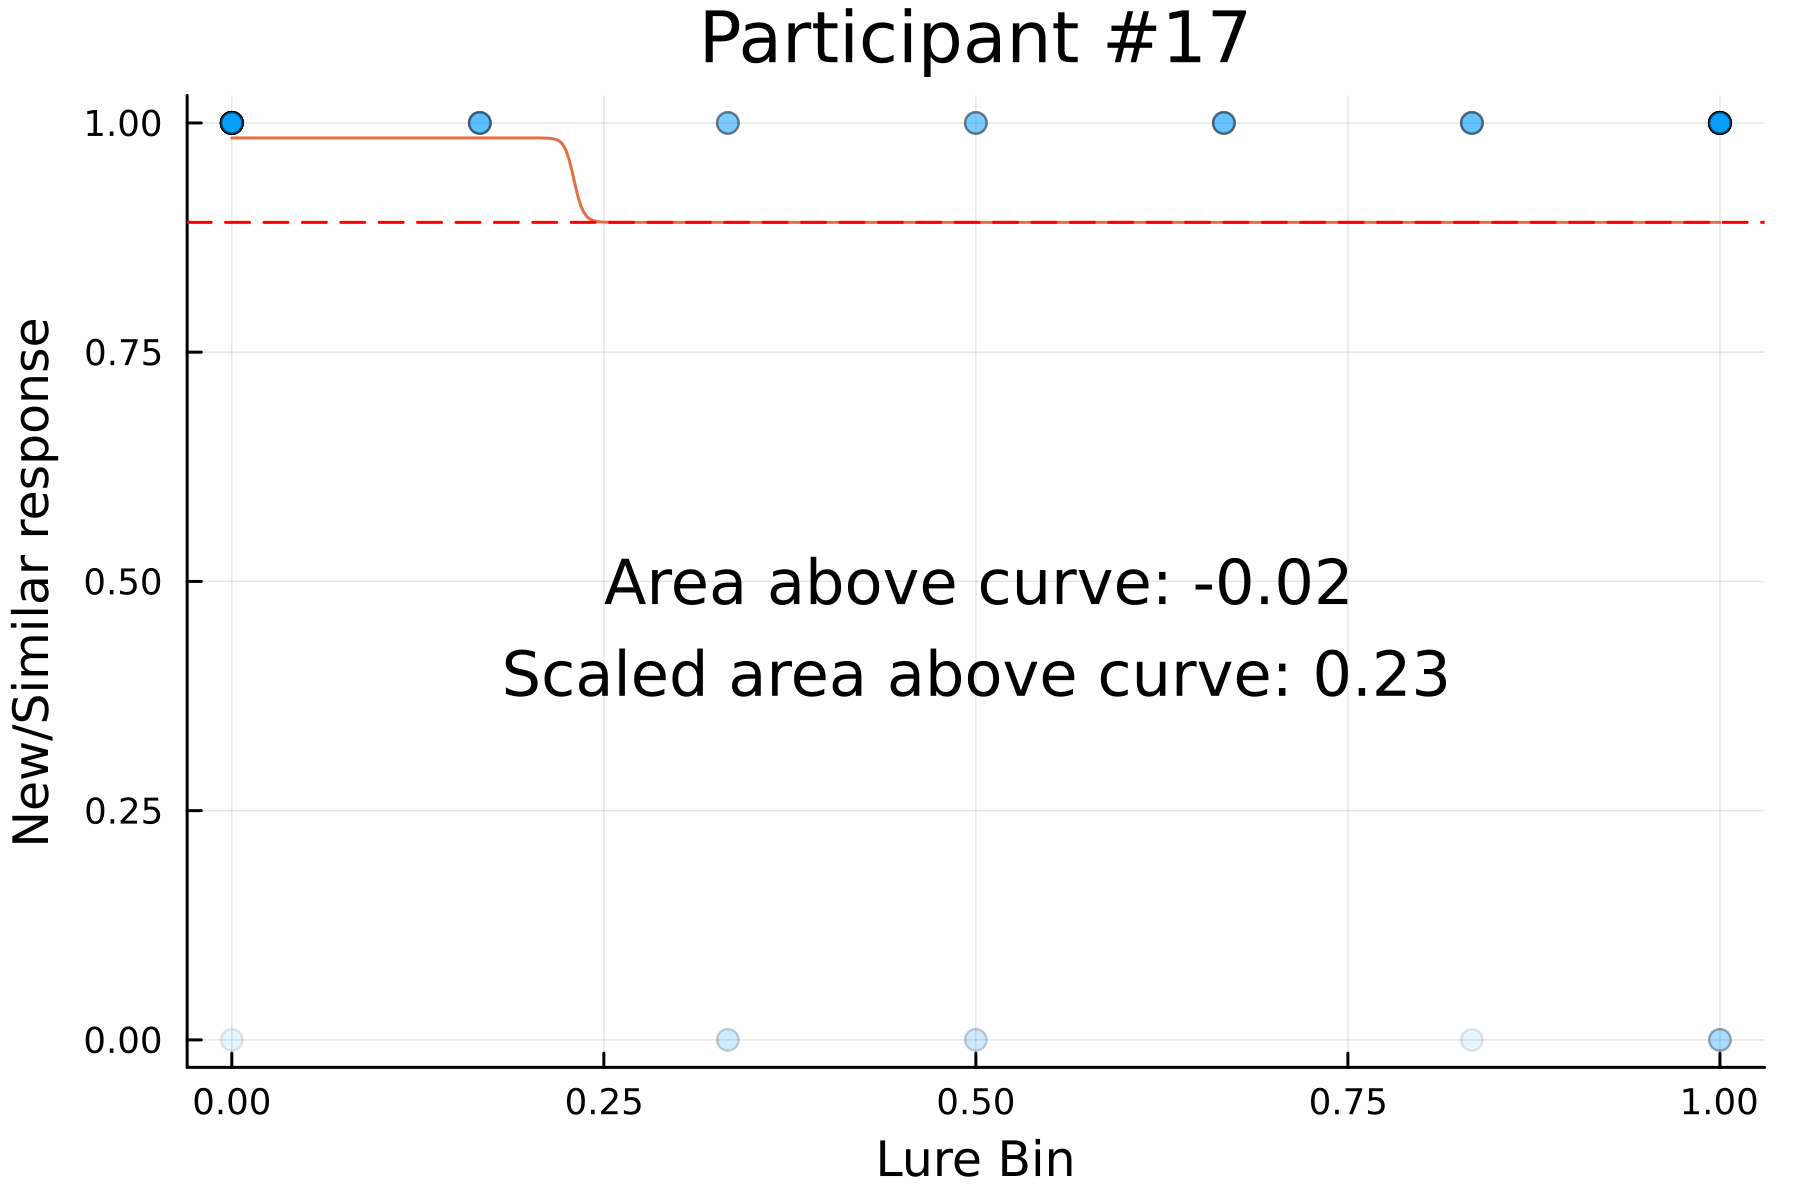 Participant #17
1.00
0.75
0.50
0.25
0.00
New/Similar response
Area above curve: -0.02
Scaled area above curve: 0.23
0.00
0.25
0.50
0.75
1.00
Lure Bin